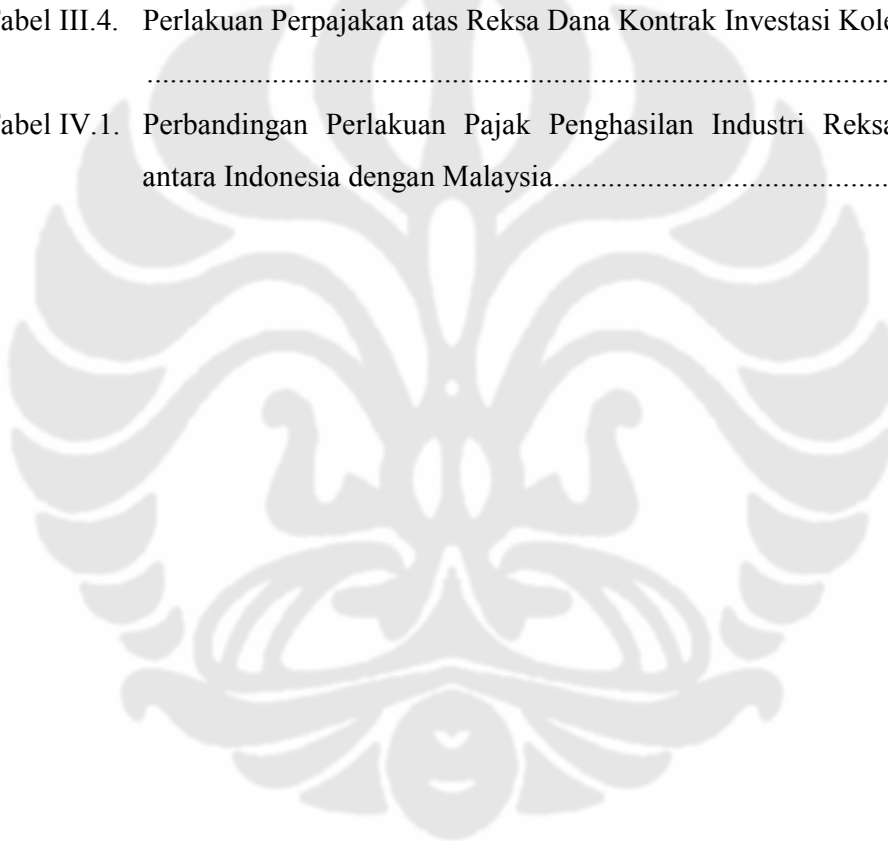 abel III.4. Perlakuan Perpajakan atas Reksa Dana Kontrak Investasi Kole
................................................................................................
abel IV.1. Perbandingan Perlakuan Pajak Penghasilan Industri Reksa
antara Indonesia dengan Malaysia...........................................